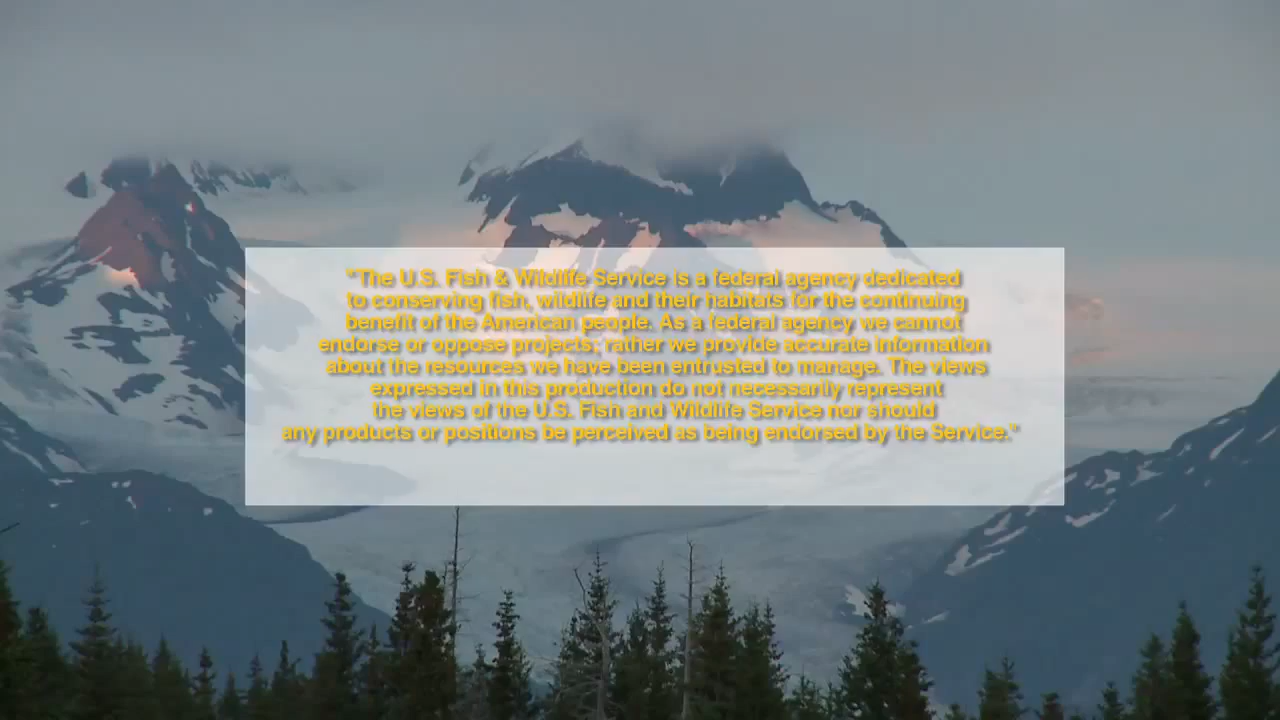 "The U.S. Fish & Wildlife Service is a federal agency dedicated
to conserving fish, wildlife and their habitats for the continuing
benefit of the American people. As a federal agency we cannot
endorse or oppose projects; rather we provide accurate information
about the resources we have been entrusted to manage. The views
expressed in this production do not necessarily represent
the views of the U.S. Fish and Wildlife Service nor should
any products or positions be perceived as being endorsed by the Service."